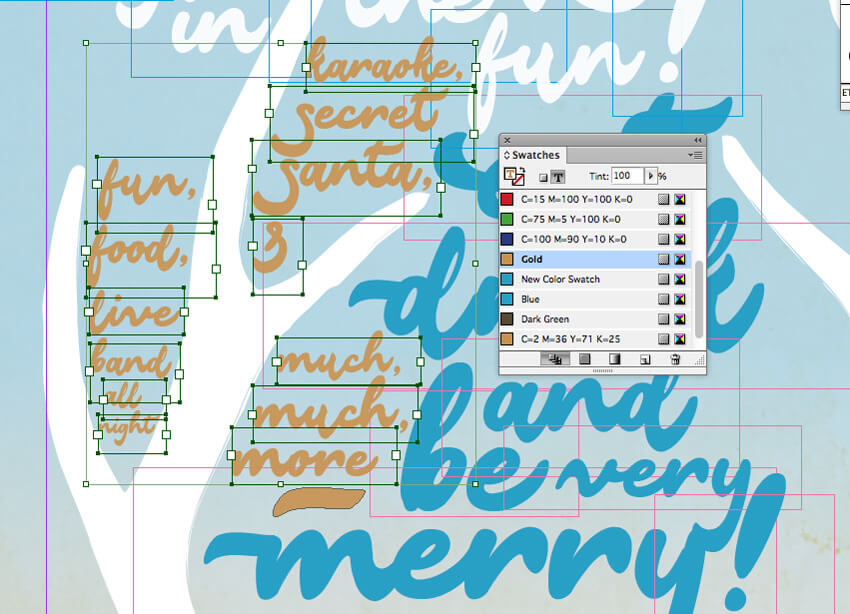 in there!
fun!
karaoke,
secret
santa,
&
fun,
food,
live
band
all
night
much,
much,
more
and
be very
merry!
Swatches
Tint: 100 %
C=15 M=100 Y=100 K=0
C=75 M=5 Y=100 K=0
C=100 M=90 Y=10 K=0
Gold
New Color Swatch
Blue
Dark Green
C=2 M=36 Y=71 K=25